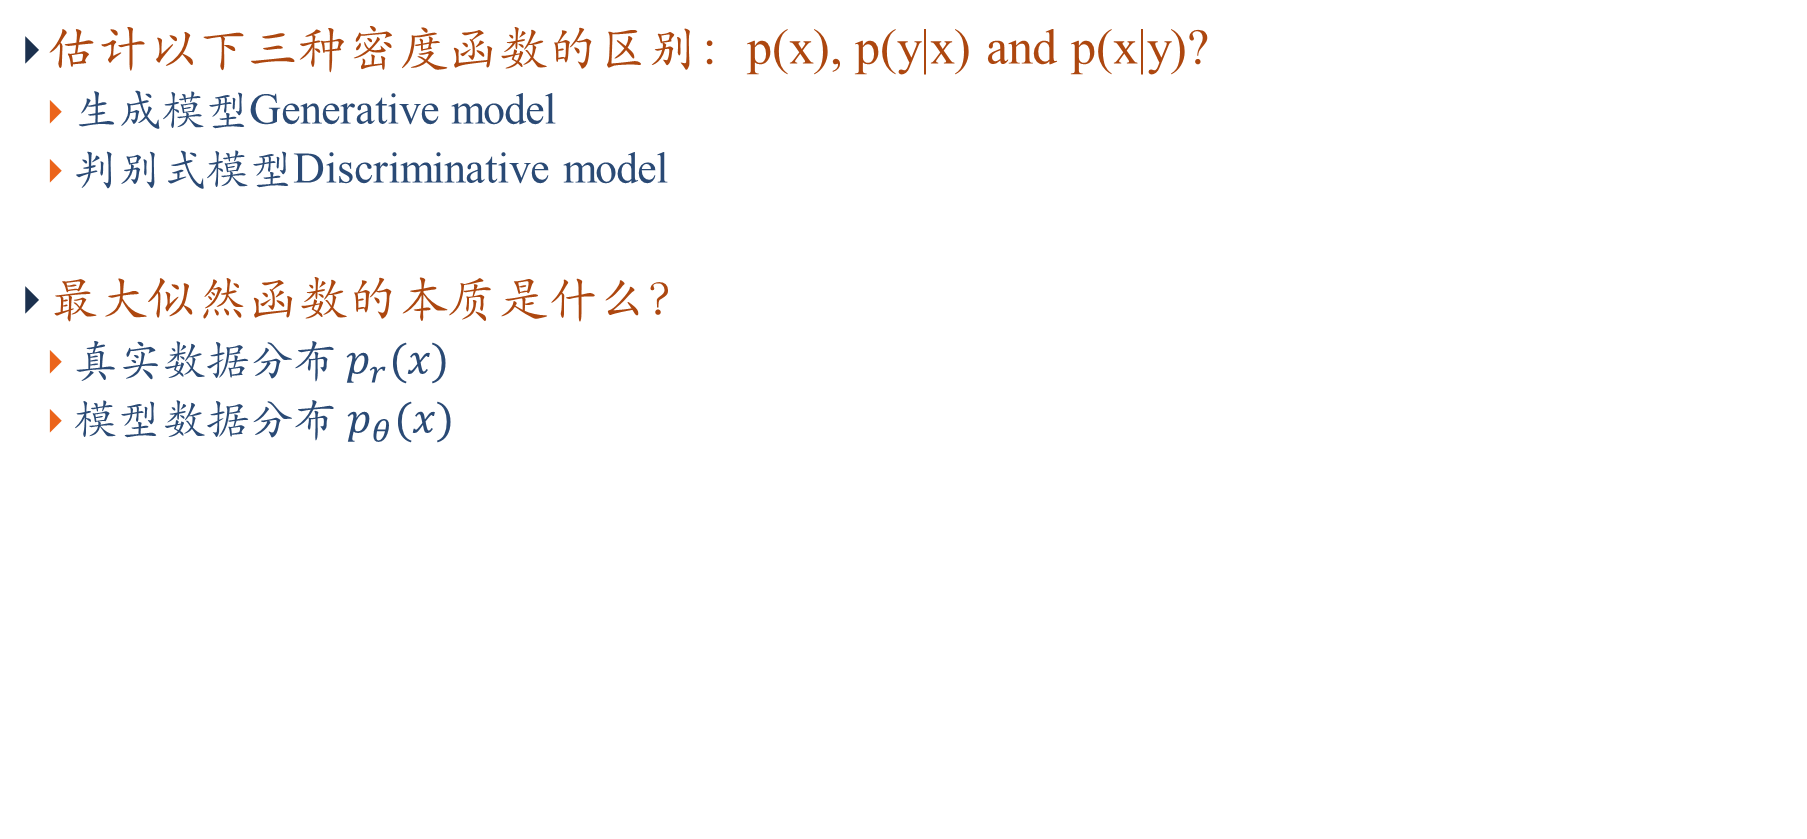 估计以下三种密度函数的区别：p(x), p(y|x) and p(x|y)?
生成模型Generative model
判别式模型Discriminative model
最大似然函数的本质是什么?
真实数据分布 pᵣ(x)
模型数据分布 p_θ(x)